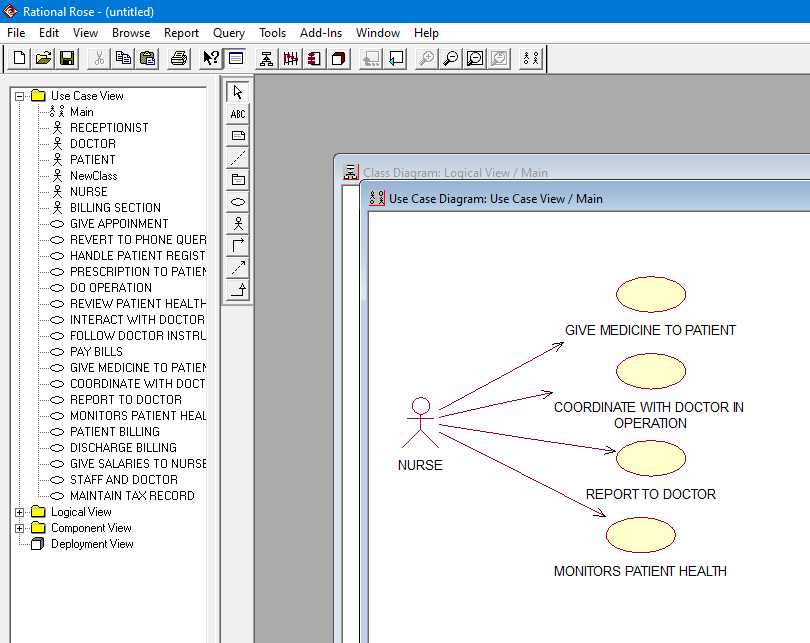 Rational Rose - (untitled)
File Edit View Browse Report Query Tools Add-Ins Window Help
ABC
Use Case View
Main
RECEPTIONIST
DOCTOR
PATIENT
NewClass
NURSE
BILLING SECTION
GIVE APPOINMENT
REVERT TO PHONE QUER
HANDLE PATIENT REGIST
PRESCRIPTION TO PATIEN
DO OPERATION
REVIEW PATIENT HEALTH
INTERACT WITH DOCTOR
FOLLOW DOCTOR INSTRU
PAY BILLS
GIVE MEDICINE TO PATIEN
COORDINATE WITH DOCT
REPORT TO DOCTOR
MONITORS PATIENT HEAL
PATIENT BILLING
DISCHARGE BILLING
GIVE SALARIES TO NURSE
STAFF AND DOCTOR
MAINTAIN TAX RECORD
Logical View
Component View
Deployment View
Class Diagram: Logical View / Main
Use Case Diagram: Use Case View / Main
GIVE MEDICINE TO PATIENT
COORDINATE WITH DOCTOR IN
OPERATION
NURSE
REPORT TO DOCTOR
MONITORS PATIENT HEALTH